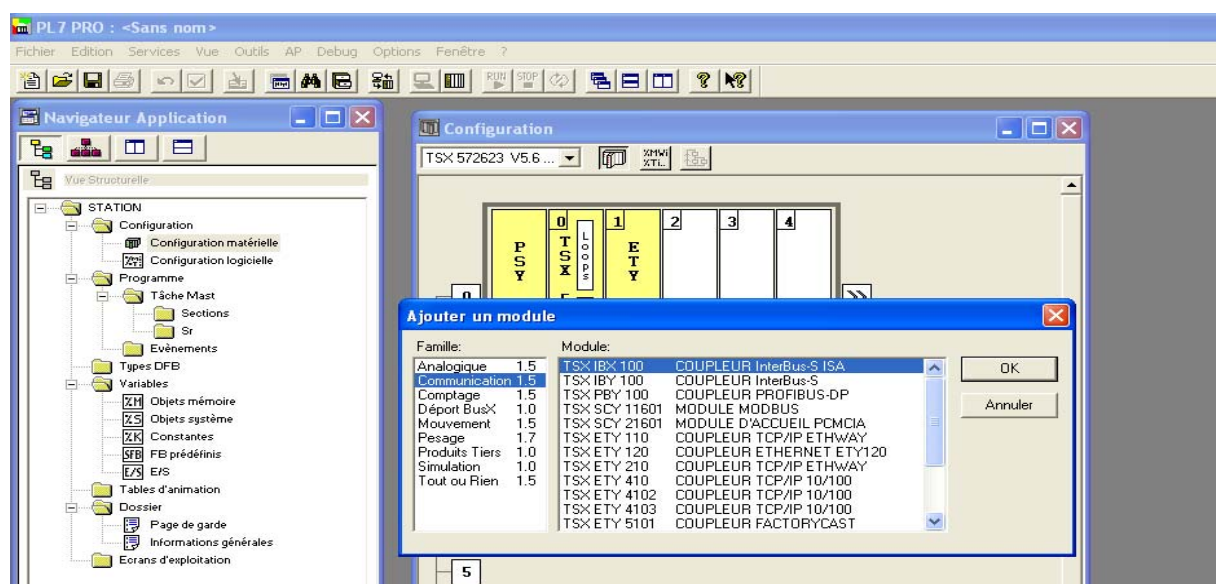 PL7 PRO : <Sans nom>
Fichier Edition Services Vue Outils AP Debug Options Fenêtre ?
RUN STOP
Navigateur Application
Vue Structurelle
STATION
Configuration
Configuration matérielle
Configuration logicielle
Programme
Tâche Mast
Sections
Sr
Evènements
Types DFB
Variables
%M Objets mémoire
%S Objets système
%K Constantes
SFB FB prédéfinis
E/S E/S
Tables d'animation
Dossier
Page de garde
Informations générales
Ecrans d'exploitation
Configuration
TSX 572623 V5.6 ...
%MWi
%Ti..
0 1 2 3 4
PSY
TSX
Loops
ETY
0
Ajouter un module
Famille:
Analogique 1.5
Communication 1.5
Comptage 1.5
Déport BusX 1.0
Mouvement 1.5
Pesage 1.7
Produits Tiers 1.0
Simulation 1.0
Tout ou Rien 1.5
Module:
TSX IBX 100 COUPLEUR InterBus-S ISA
TSX IBY 100 COUPLEUR InterBus-S
TSX PBY 100 COUPLEUR PROFIBUS-DP
TSX SCY 11601 MODULE MODBUS
TSX SCY 21601 MODULE D'ACCUEIL PCMCIA
TSX ETY 110 COUPLEUR TCP/IP ETHWAY
TSX ETY 120 COUPLEUR ETHERNET ETY120
TSX ETY 210 COUPLEUR TCP/IP ETHWAY
TSX ETY 410 COUPLEUR TCP/IP 10/100
TSX ETY 4102 COUPLEUR TCP/IP 10/100
TSX ETY 4103 COUPLEUR TCP/IP 10/100
TSX ETY 5101 COUPLEUR FACTORYCAST
OK
Annuler
5